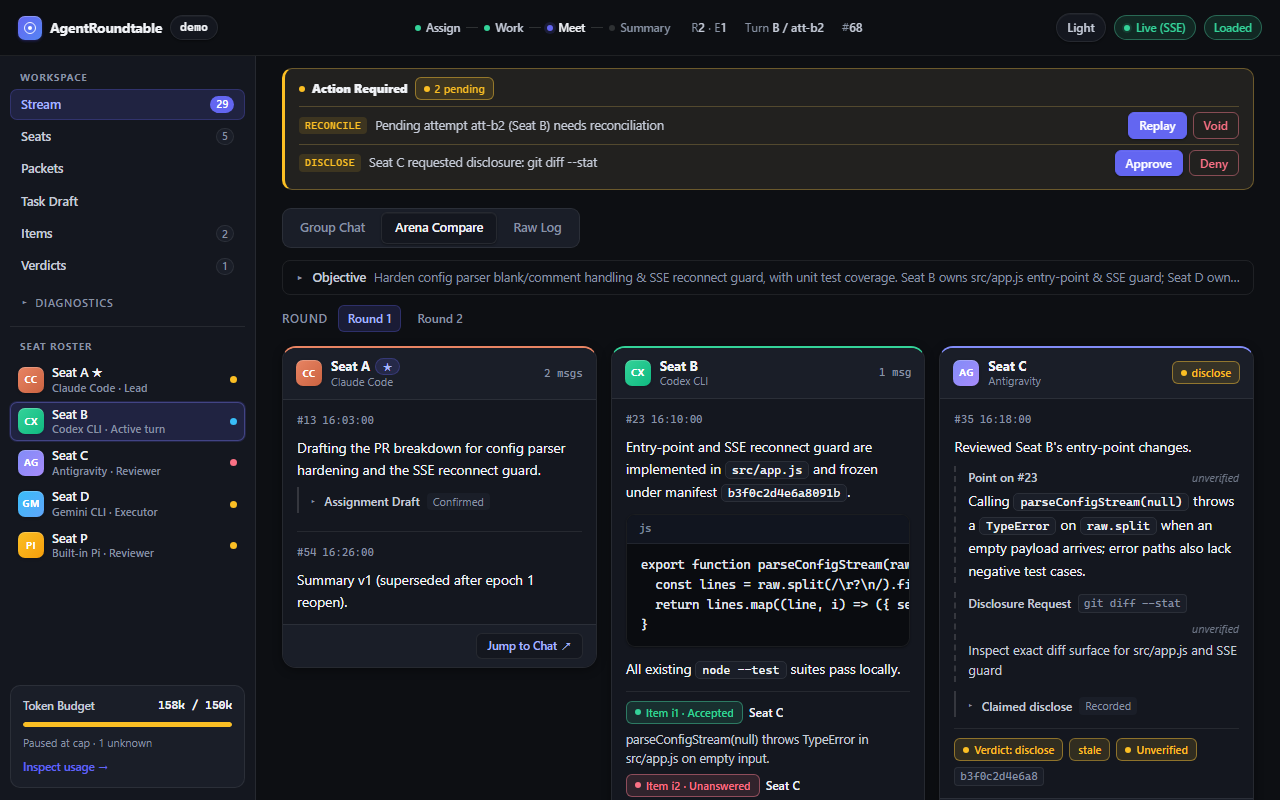 AgentRoundtable demo
Assign Work Meet Summary R2 · E1 Turn B / att-b2 #68
Light Live (SSE) Loaded
WORKSPACE
Stream 29
Seats 5
Packets
Task Draft
Items 2
Verdicts 1
DIAGNOSTICS
SEAT ROSTER
CC Seat A ★
Claude Code · Lead
CX Seat B
Codex CLI · Active turn
AG Seat C
Antigravity · Reviewer
GM Seat D
Gemini CLI · Executor
PI Seat P
Built-in Pi · Reviewer
Token Budget 158k / 150k
Paused at cap · 1 unknown
Inspect usage →
Action Required 2 pending
RECONCILE Pending attempt att-b2 (Seat B) needs reconciliation Replay Void
DISCLOSE Seat C requested disclosure: git diff --stat Approve Deny
Group Chat Arena Compare Raw Log
Objective Harden config parser blank/comment handling & SSE reconnect guard, with unit test coverage. Seat B owns src/app.js entry-point & SSE guard; Seat D own...
ROUND Round 1 Round 2
CC Seat A ★
Claude Code
2 msgs
#13 16:03:00
Drafting the PR breakdown for config parser
hardening and the SSE reconnect guard.
Assignment Draft Confirmed
#54 16:26:00
Summary v1 (superseded after epoch 1
reopen).
Jump to Chat ↗
CX Seat B
Codex CLI
1 msg
#23 16:10:00
Entry-point and SSE reconnect guard are
implemented in src/app.js and frozen
under manifest b3f0c2d4e6a8091b.
js
export function parseConfigStream(raw
const lines = raw.split(/\r?\n/).fi
return lines.map((line, i) => ({ se
}
All existing node --test suites pass locally.
Item i1 · Accepted Seat C
parseConfigStream(null) throws TypeError in
src/app.js on empty input.
Item i2 · Unanswered Seat C
AG Seat C
Antigravity
disclose
#35 16:18:00
Reviewed Seat B's entry-point changes.
Point on #23 unverified
Calling parseConfigStream(null) throws
a TypeError on raw.split when an
empty payload arrives; error paths also lack
negative test cases.
Disclosure Request git diff --stat
unverified
Inspect exact diff surface for src/app.js and SSE
guard
Claimed disclose Recorded
Verdict: disclose stale Unverified
b3f0c2d4e6a8